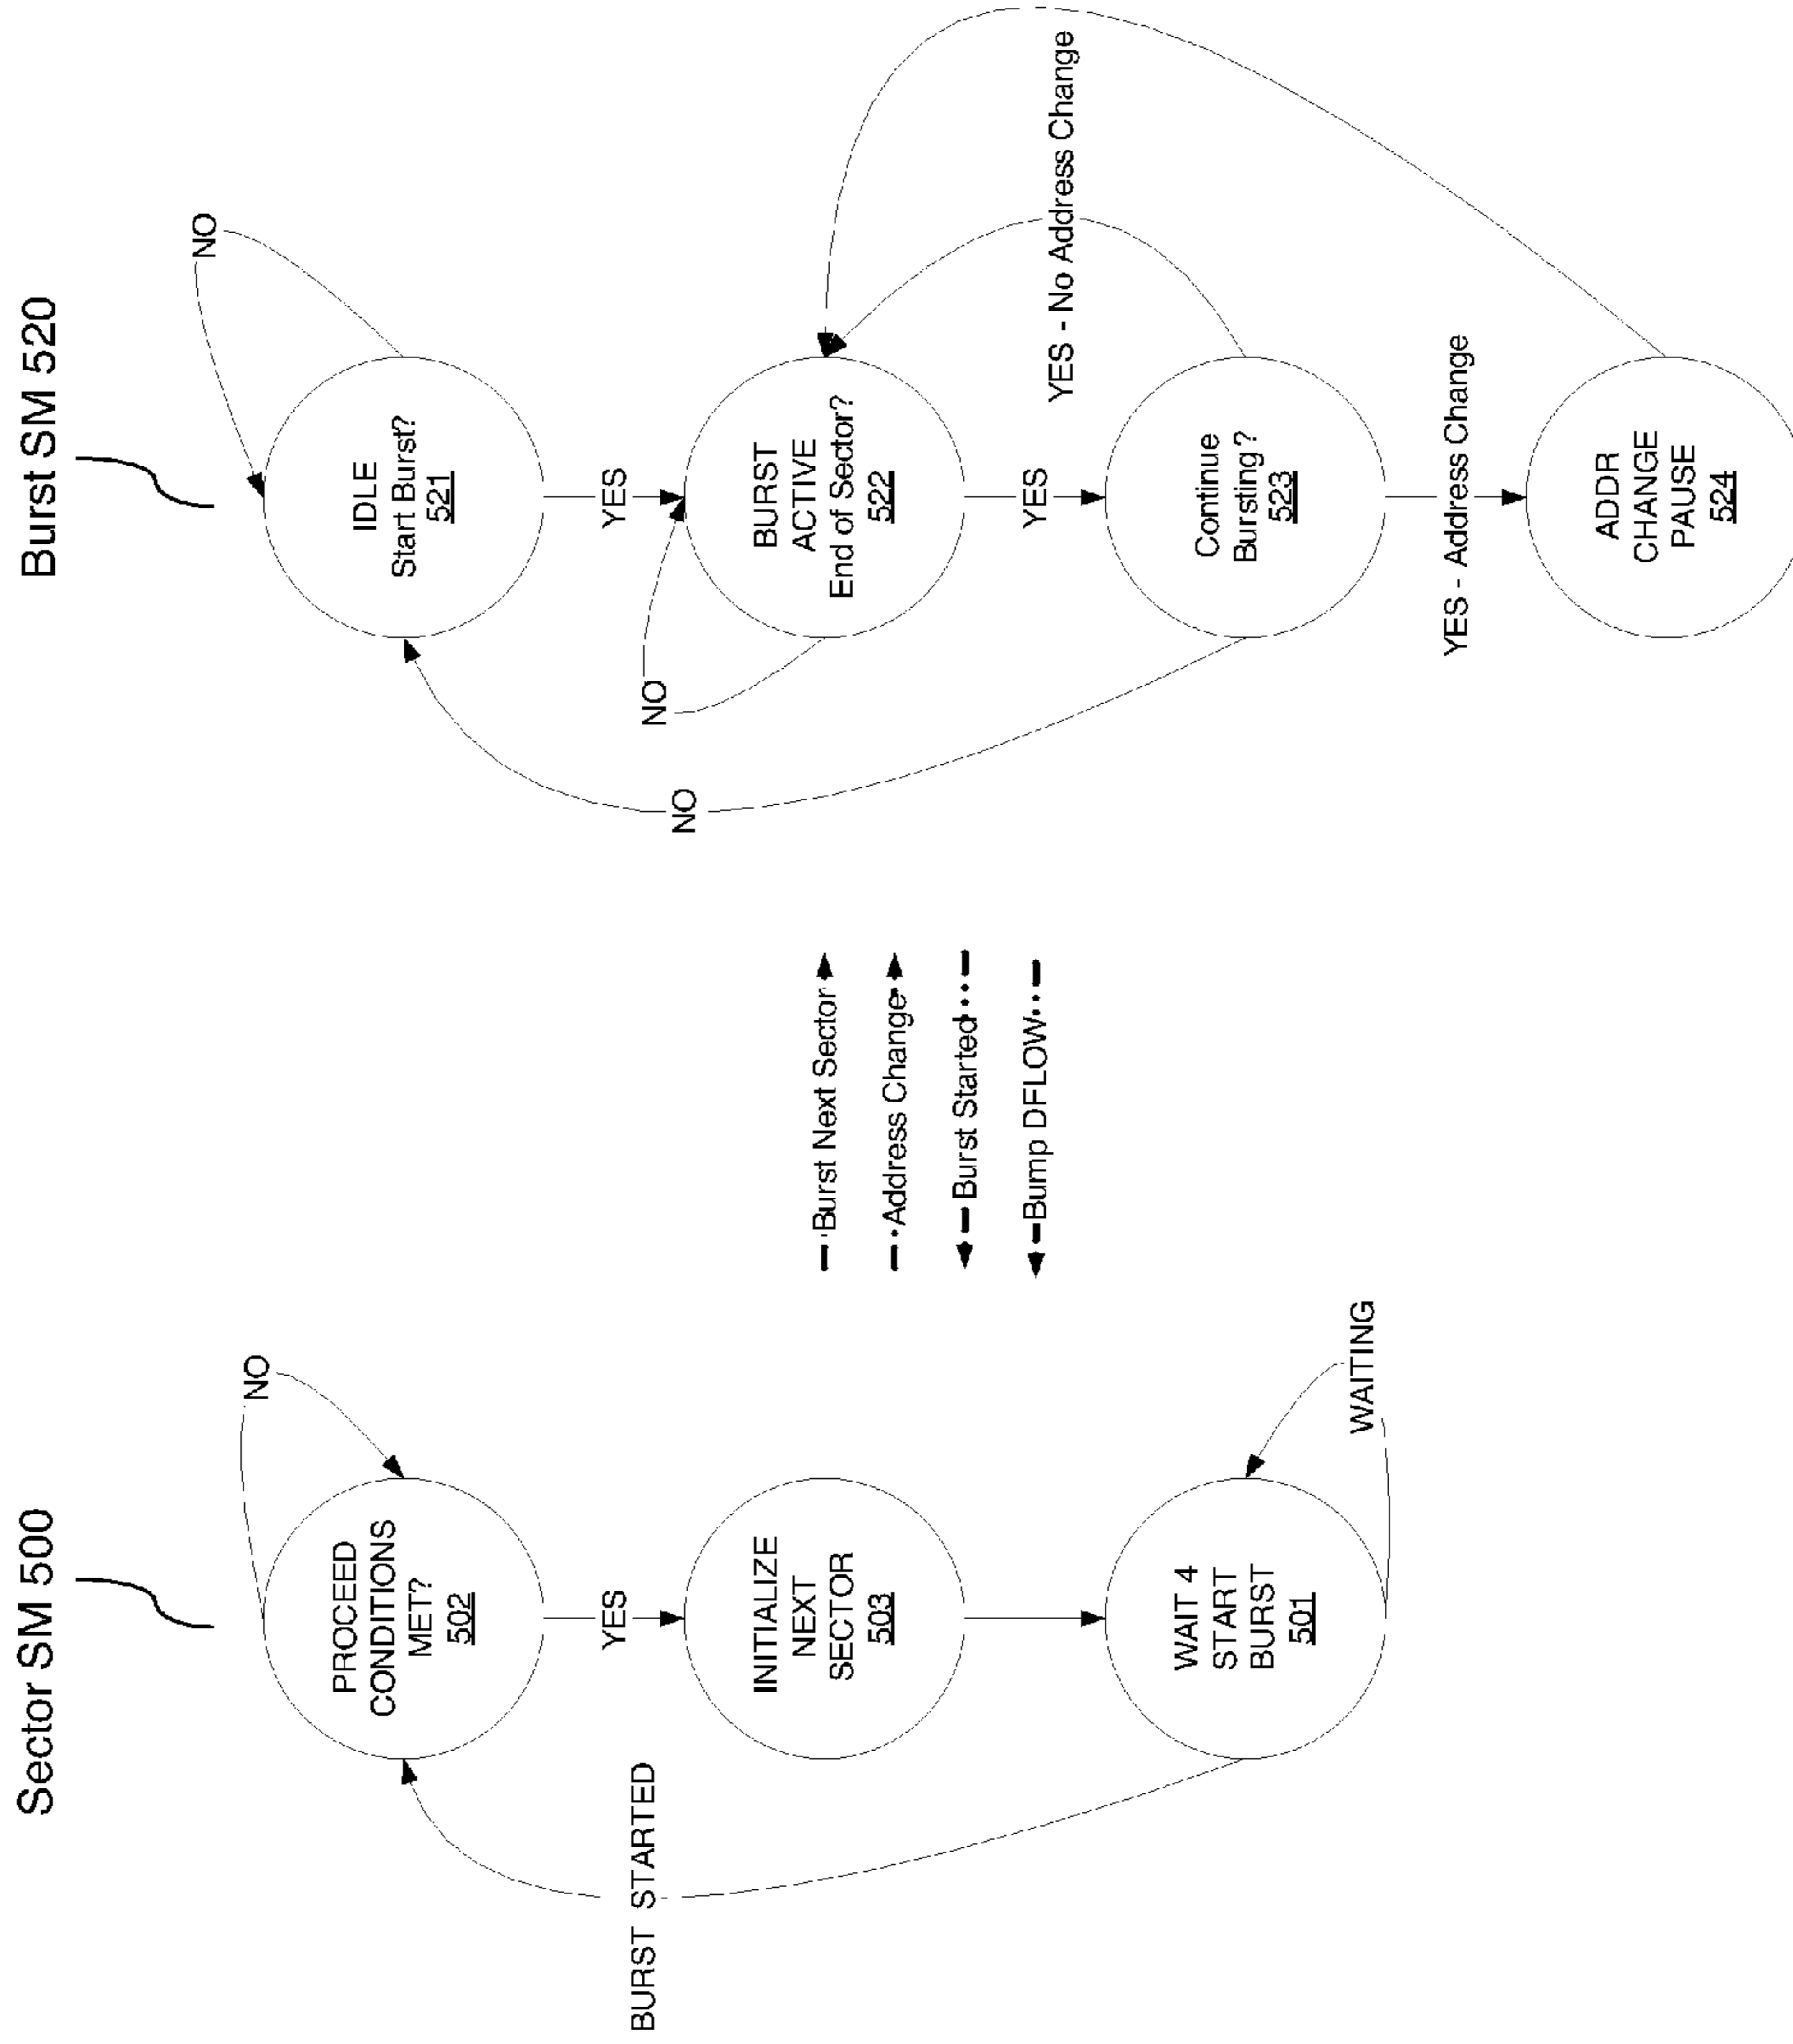 Sector SM 500
Burst SM 520
NO
PROCEED
CONDITIONS
MET?
502
YES
INITIALIZE
NEXT
SECTOR
503
WAIT 4
START
BURST
501
WAITING
BURST STARTED
Burst Next Sector
Address Change
Burst Started
Bump DFLOW
NO
IDLE
Start Burst?
521
YES
NO
BURST
ACTIVE
End of Sector?
522
NO
YES
Continue
Bursting?
523
YES - No Address Change
YES - Address Change
ADDR
CHANGE
PAUSE
524